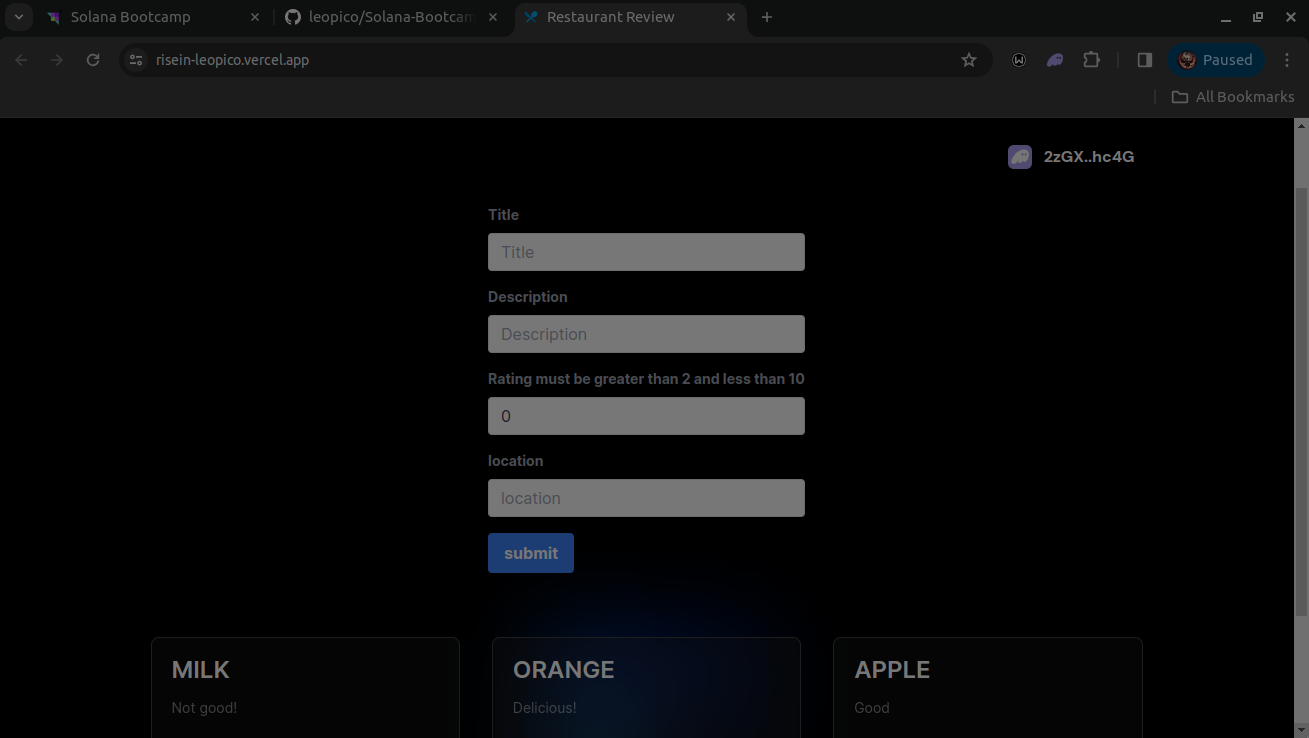 Solana Bootcamp
leopico/Solana-Bootcam
Restaurant Review
risein-leopico.vercel.app
Paused
All Bookmarks
2zGX..hc4G
Title
Title
Description
Description
Rating must be greater than 2 and less than 10
0
location
location
submit
MILK
Not good!
ORANGE
Delicious!
APPLE
Good